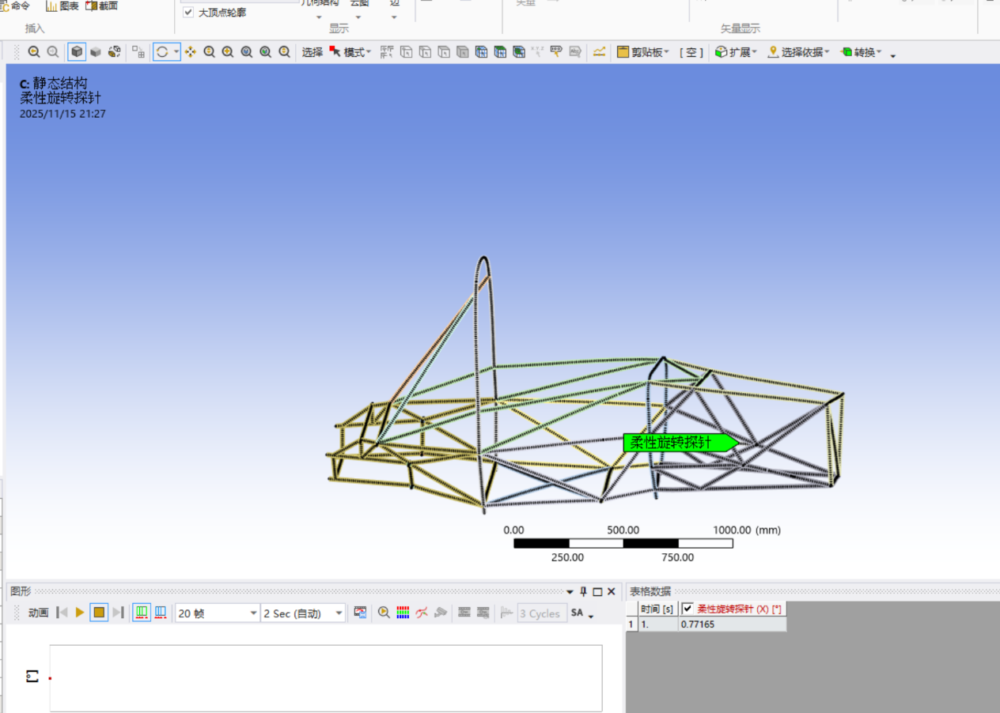 命令 图表 截面
大顶点轮廓
几何结构 云图 边 矢量
插入 显示 矢量显示
选择 模式 剪贴板 [ 空 ] 扩展 选择依据 转换
C: 静态结构
柔性旋转探针
2025/11/15 21:27
柔性旋转探针
0.00 500.00 1000.00 (mm)
250.00 750.00
图形
动画 20 帧 2 Sec (自动) 3 Cycles SA
[°]
表格数据
时间 [s] 柔性旋转探针 (X) [°]
1 1. 0.77165